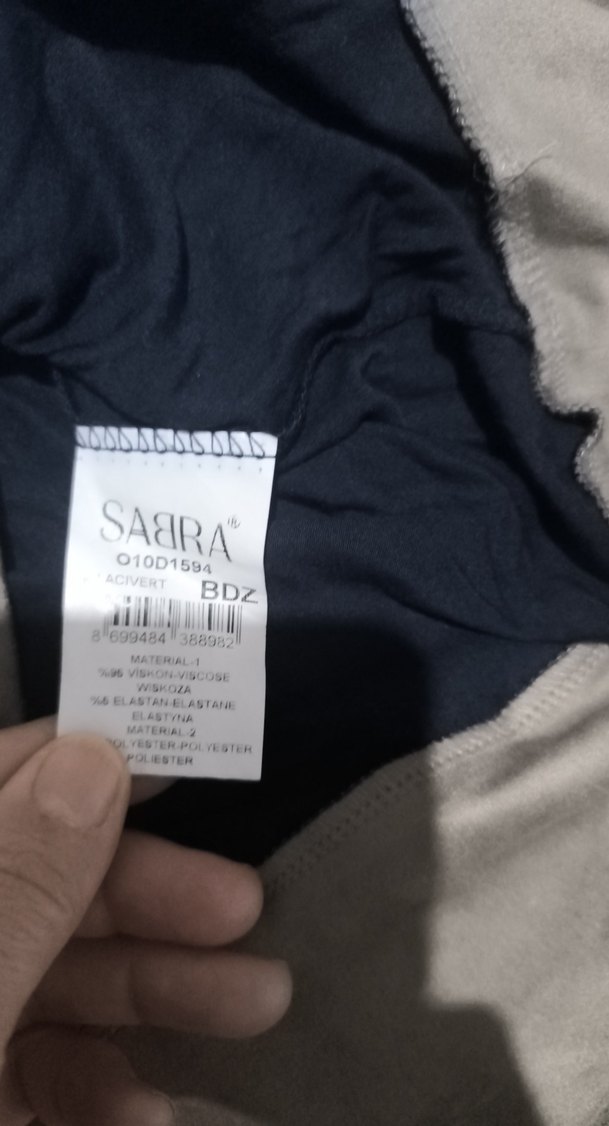 SABRA®
O10D1594
LACIVERT BDZ
8 699484 388982
MATERIAL-1
%95 VISKON-VISCOSE
WISKOZA
%5 ELASTAN-ELASTANE
ELASTYNA
MATERIAL-2
POLYESTER-POLYESTER
POLIESTER